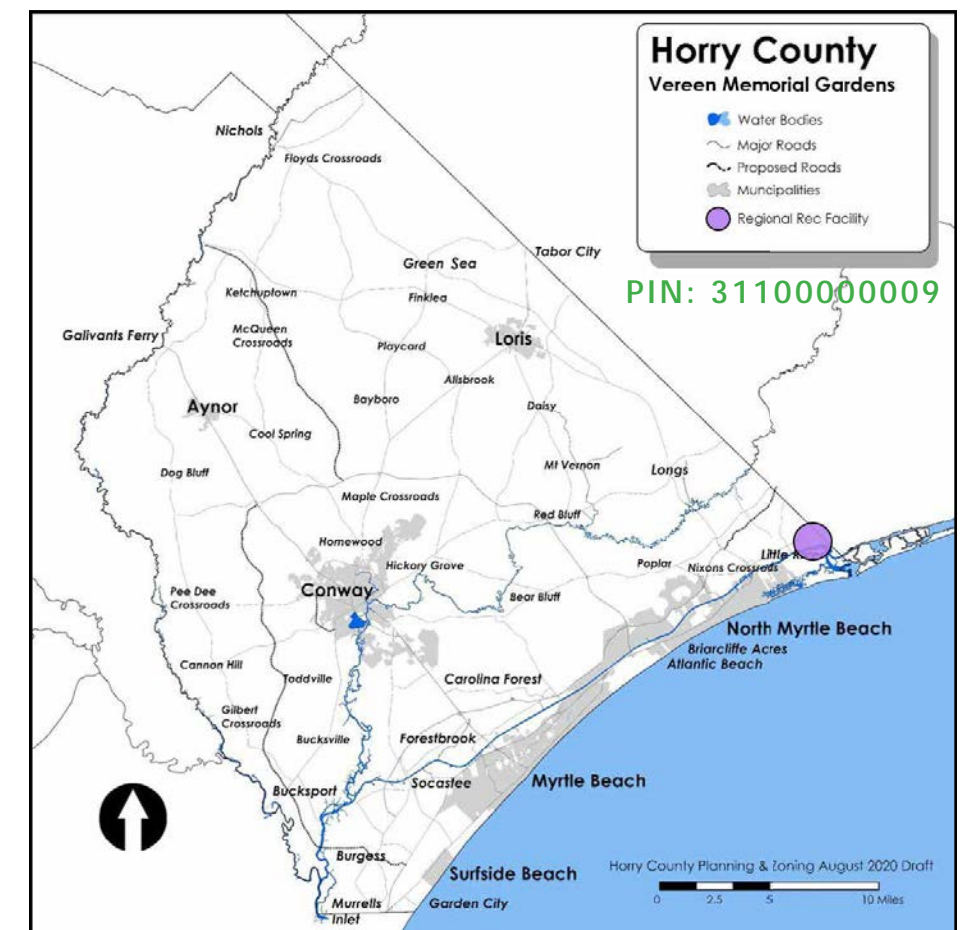 Horry County
Vereen Memorial Gardens
Water Bodies
Major Roads
Proposed Roads
Muncipalities
Regional Rec Facility
PIN: 31100000009
Nichols
Floyds Crossroads
Tabor City
Green Sea
Ketchuptown
Finklea
Galivants Ferry
McQueen
Crossroads
Playcard
Loris
Allsbrook
Bayboro
Daisy
Aynor
Cool Spring
Dog Bluff
Mt Vernon
Longs
Maple Crossroads
Red Bluff
Homewood
Little
Hickory Grove
Poplar
Nixons Crossroads
Conway
Pee Dee
Crossroads
Bear Bluff
North Myrtle Beach
Briarcliffe Acres
Atlantic Beach
Cannon Hill
Toddville
Carolina Forest
Gilbert
Crossroads
Bucksville
Forestbrook
Bucksport
Socastee
Myrtle Beach
Burgess
Surfside Beach
Murrells
Inlet
Garden City
Horry County Planning & Zoning August 2020 Draft
0 2.5 5 10 Miles